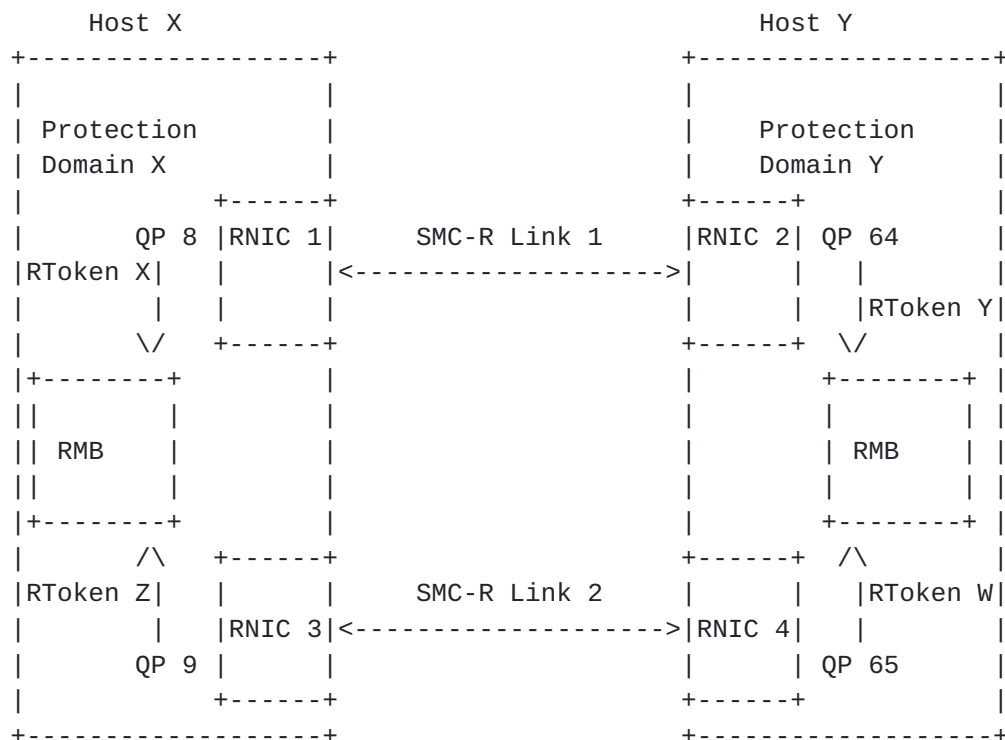 Host X Host Y
Protection Protection
Domain X Domain Y
QP 8 RNIC 1 SMC-R Link 1 RNIC 2 QP 64
RToken X
RToken Y
RMB RMB
RToken Z SMC-R Link 2 RToken W
RNIC 3 RNIC 4
QP 9 QP 65